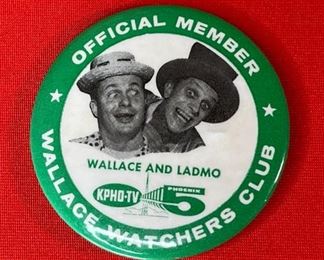 OFFICIAL MEMBER
WALLACE AND LADMO
KPHO-TV PHOENIX 5
WALLACE WATCHERS CLUB